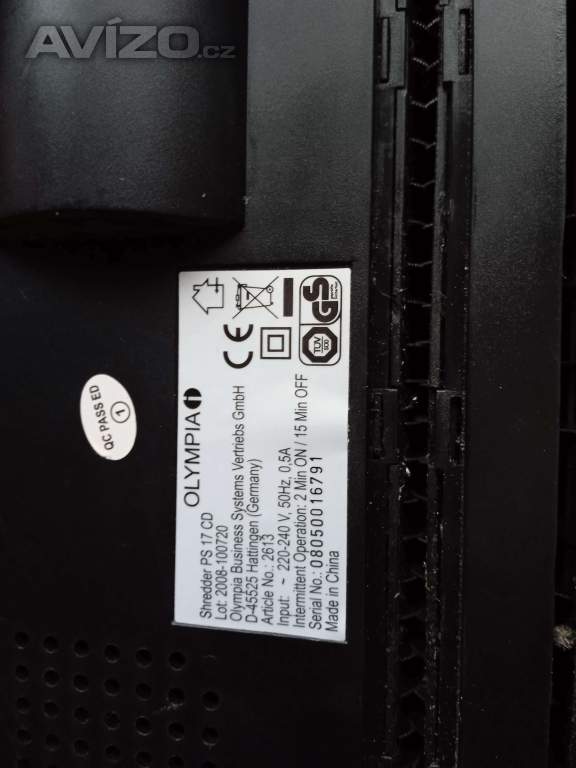 AVÍZO.cz
QC PASSED
1
OLYMPIA
Shredder PS 17 CD
Lot: 2008-100720
Olympia Business Systems Vertriebs GmbH
D-45525 Hattingen (Germany)
Article No.: 2613
Input: ~ 220-240 V, 50Hz, 0,5A
Intermittent Operation: 2 Min ON / 15 Min OFF
Serial No.: 08050016791
Made in China
CE
TÜV
GS